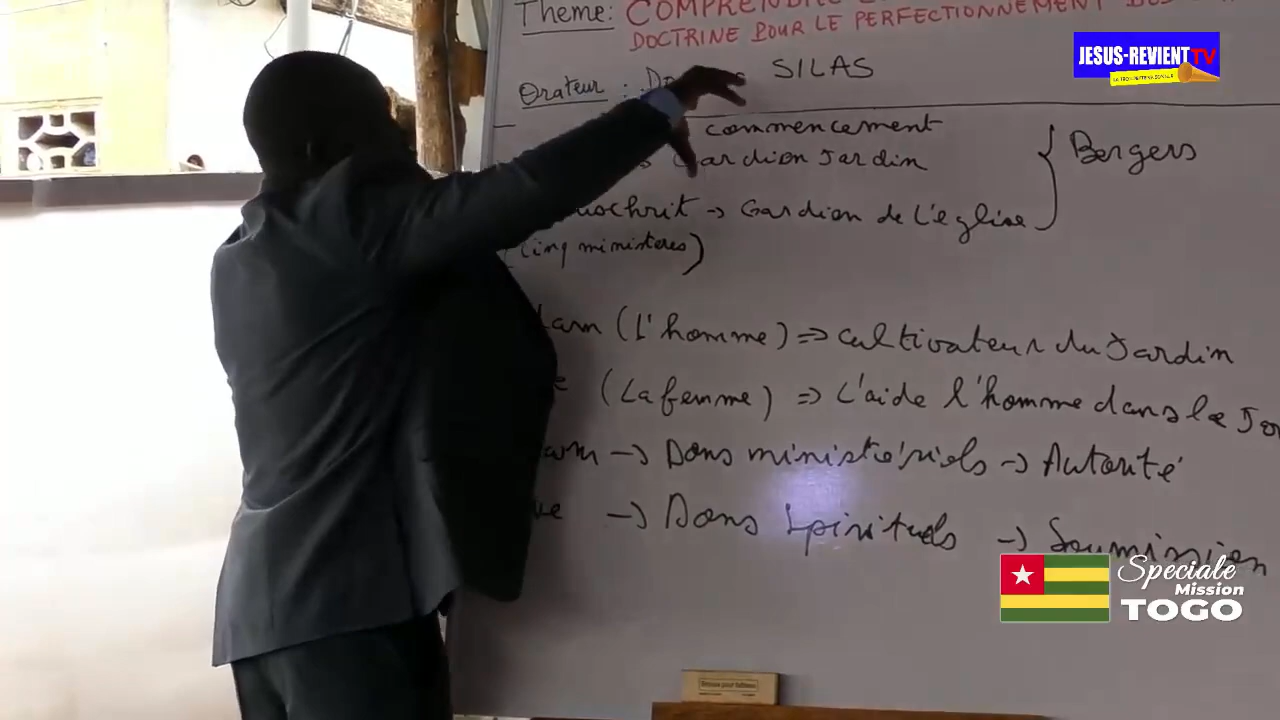 Theme: COMPRENDRE
DOCTRINE POUR LE PERFECTIONNEMENT
JESUS-REVIENT TV
Orateur : SILAS
commencement
Gardien Jardin
Bergers
→ Gardien de l'église
(Cinq ministères)
(L'homme) => Cultivateur du Jardin
(La femme) => L'aide l'homme dans le
→ Dons ministériels → Autorité
→ Dons Spirituels → Soumission
Speciale
Mission
TOGO